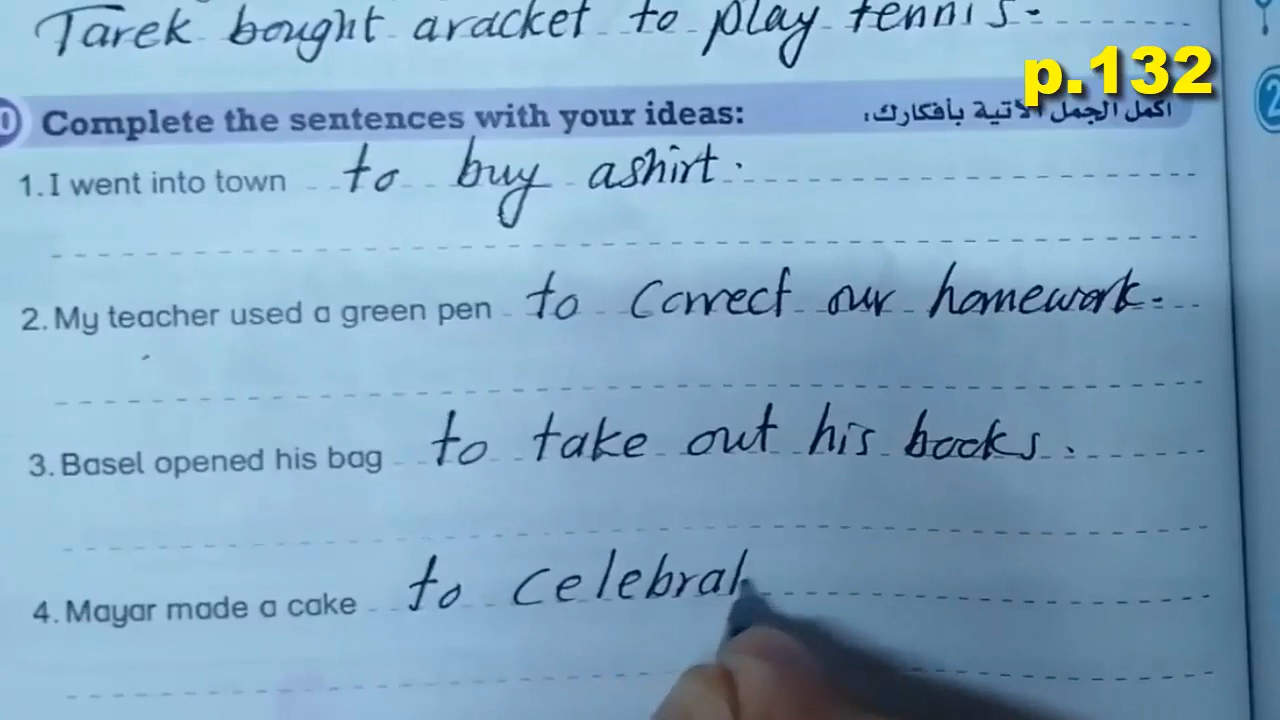 Tarek bought aracket to play tennis.
p.132
Complete the sentences with your ideas:
اكمل الجمل الآتية بأفكارك:
1. I went into town to buy ashirt.
2. My teacher used a green pen to correct our homework.
3. Basel opened his bag to take out his books.
4. Mayar made a cake to celebrat